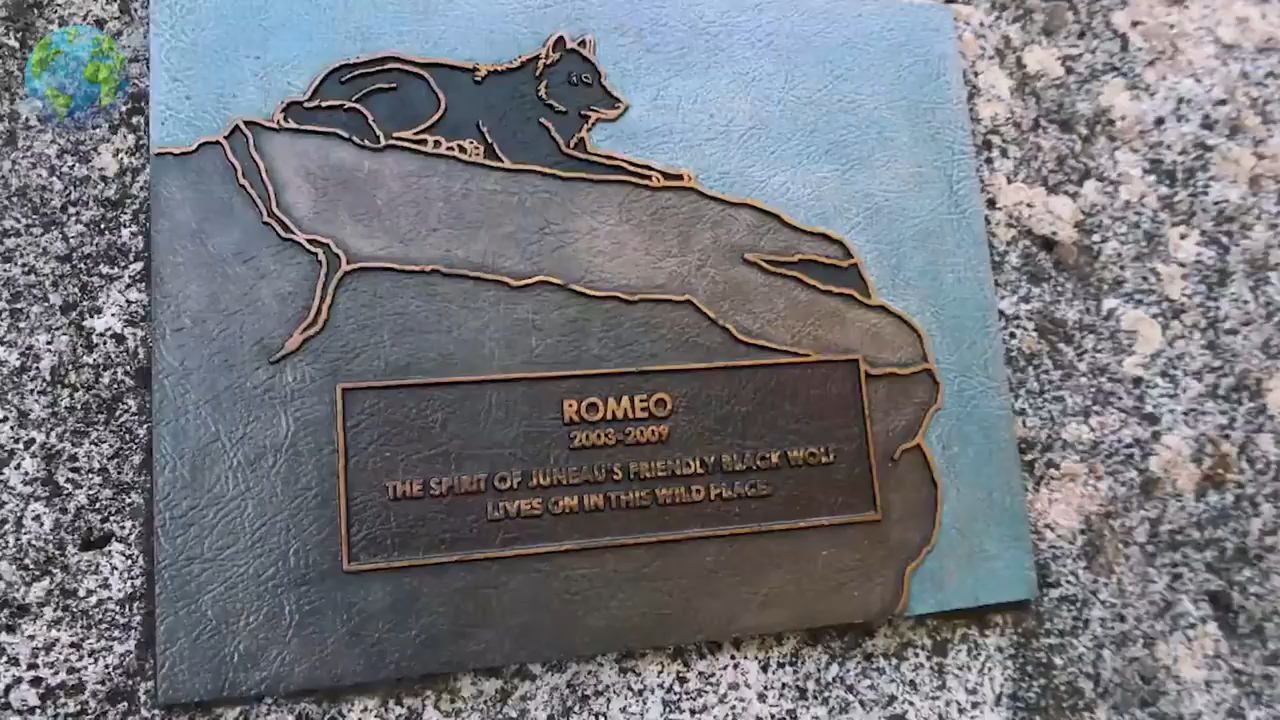 ROMEO
2003-2009
THE SPIRIT OF JUNEAU'S FRIENDLY BLACK WOLF
LIVES ON IN THIS WILD PLACE.